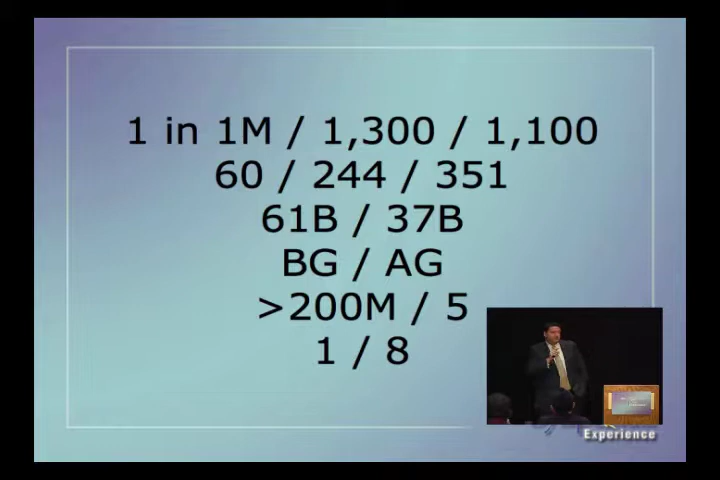 1 in 1M / 1,300 / 1,100
60 / 244 / 351
61B / 37B
BG / AG
>200M / 5
1 / 8
Experience